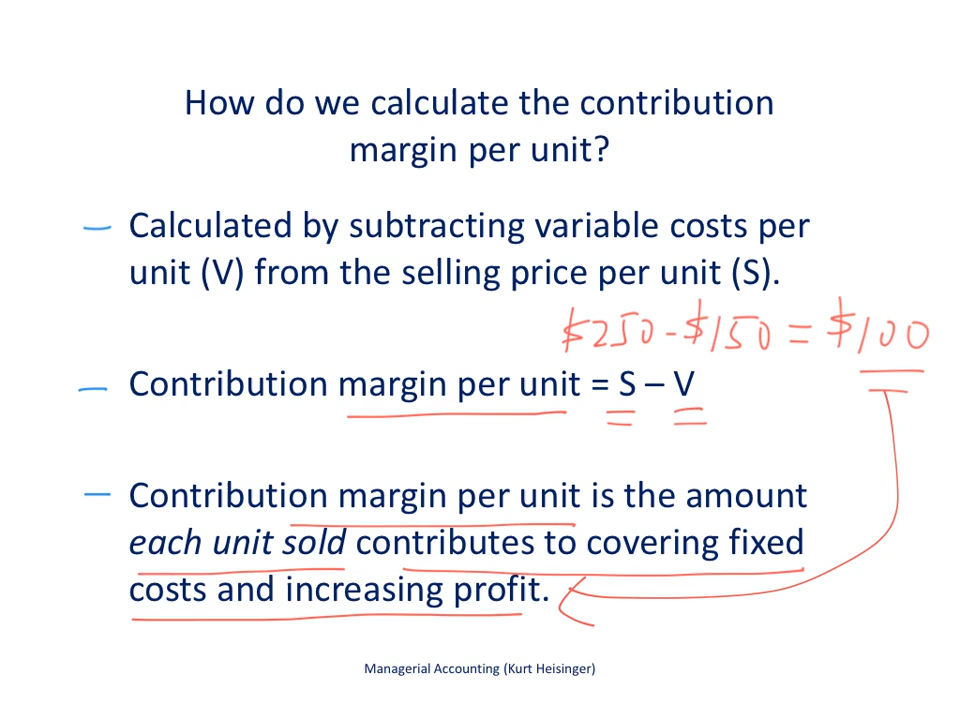 How do we calculate the contribution
margin per unit?
Calculated by subtracting variable costs per
unit (V) from the selling price per unit (S).
$250 - $150 = $100
Contribution margin per unit = S – V
Contribution margin per unit is the amount
each unit sold contributes to covering fixed
costs and increasing profit.
Managerial Accounting (Kurt Heisinger)